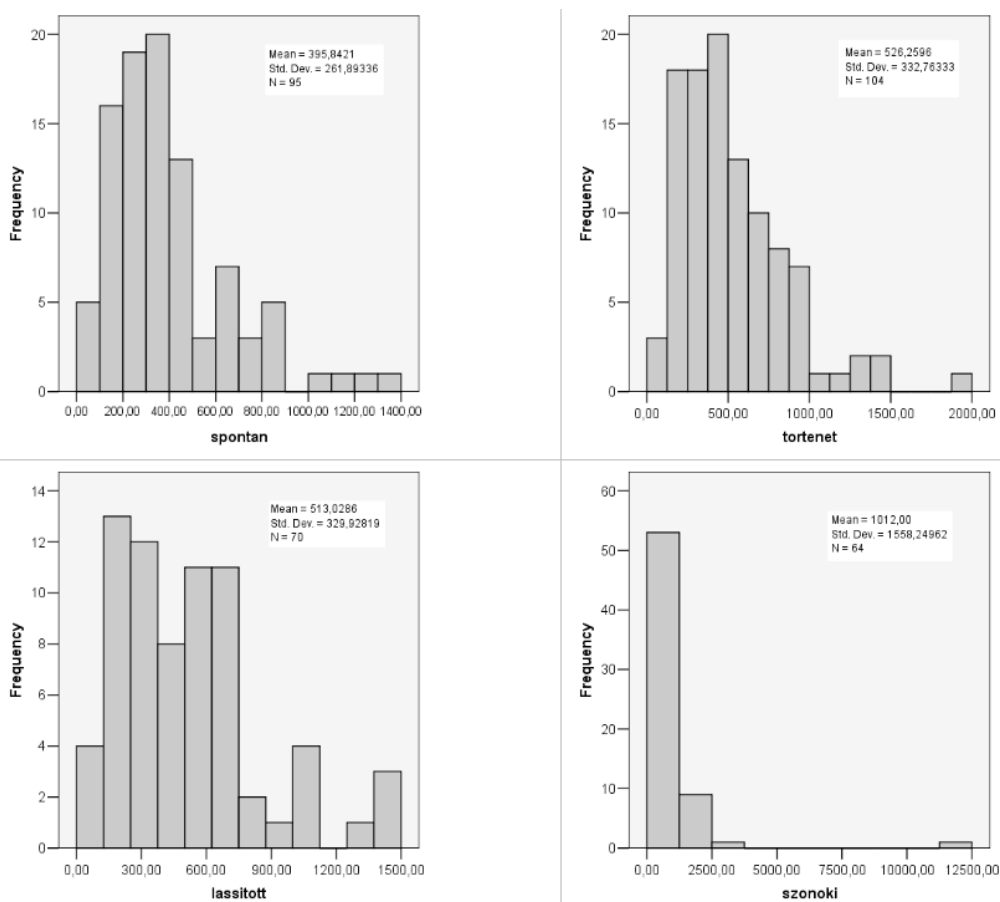 20
15
10
5
0
Frequency
Mean = 395,8421
Std. Dev. = 261,89336
N = 95
0,00 200,00 400,00 600,00 800,00 1000,00 1200,00 1400,00
spontan
20
15
10
5
0
Frequency
Mean = 526,2596
Std. Dev. = 332,76333
N = 104
0,00 500,00 1000,00 1500,00 2000,00
tortenet
14
12
10
8
6
4
2
0
Frequency
Mean = 513,0286
Std. Dev. = 329,92819
N = 70
0,00 300,00 600,00 900,00 1200,00 1500,00
lassitott
60
50
40
30
20
10
0
Frequency
Mean = 1012,00
Std. Dev. = 1558,24962
N = 64
0,00 2500,00 5000,00 7500,00 10000,00 12500,00
szonoki